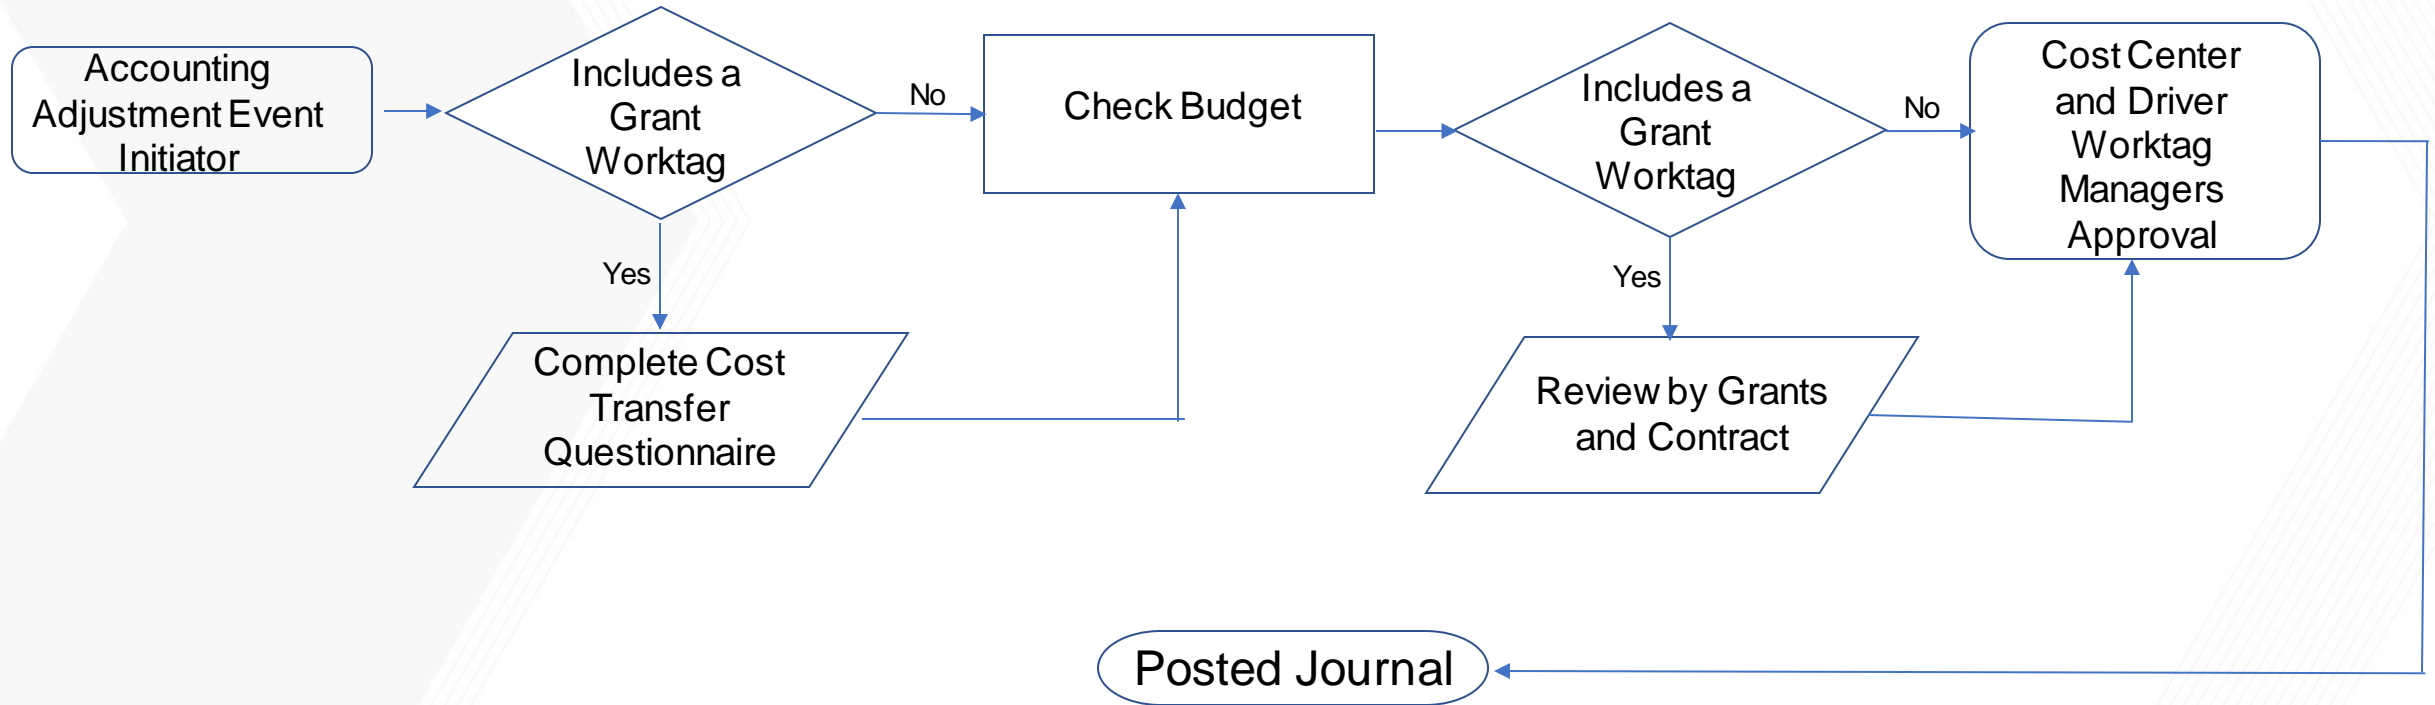 Accounting
Adjustment Event
Initiator
Includes a
Grant
Worktag
No
Yes
Complete Cost
Transfer
Questionnaire
Check Budget
Includes a
Grant
Worktag
No
Yes
Review by Grants
and Contract
Cost Center
and Driver
Worktag
Managers
Approval
Posted Journal